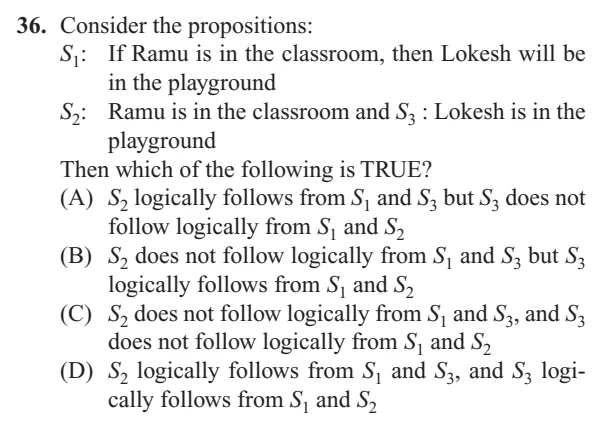 36. Consider the propositions:
S₁: If Ramu is in the classroom, then Lokesh will be
in the playground
S₂: Ramu is in the classroom and S₃ : Lokesh is in the
playground
Then which of the following is TRUE?
(A) S₂ logically follows from S₁ and S₃ but S₃ does not
follow logically from S₁ and S₂
(B) S₂ does not follow logically from S₁ and S₃ but S₃
logically follows from S₁ and S₂
(C) S₂ does not follow logically from S₁ and S₃, and S₃
does not follow logically from S₁ and S₂
(D) S₂ logically follows from S₁ and S₃, and S₃ logi-
cally follows from S₁ and S₂